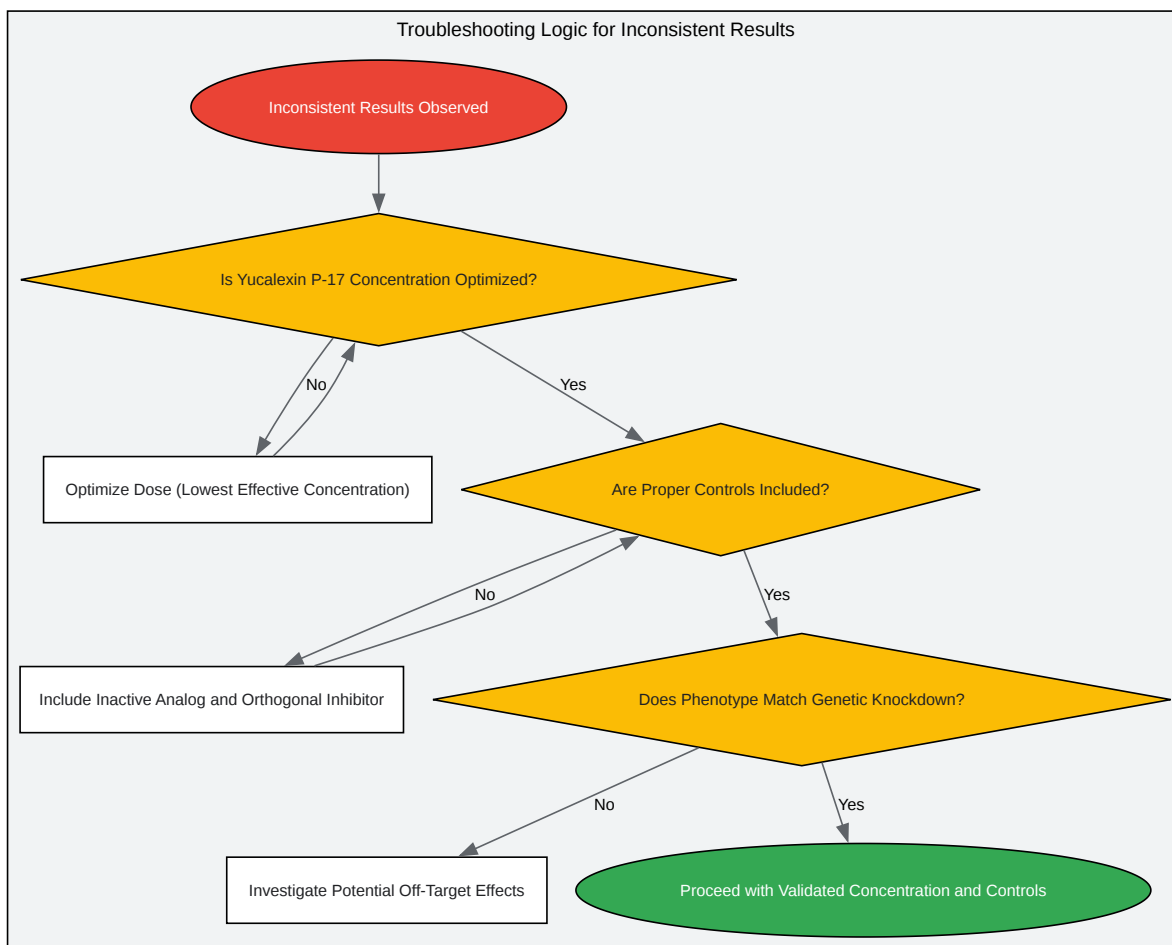 Troubleshooting Logic for Inconsistent Results
Inconsistent Results Observed
Is Yucalexin P-17 Concentration Optimized?
No
Yes
Optimize Dose (Lowest Effective Concentration)
Are Proper Controls Included?
No
Yes
Include Inactive Analog and Orthogonal Inhibitor
Does Phenotype Match Genetic Knockdown?
No
Yes
Investigate Potential Off-Target Effects
Proceed with Validated Concentration and Controls